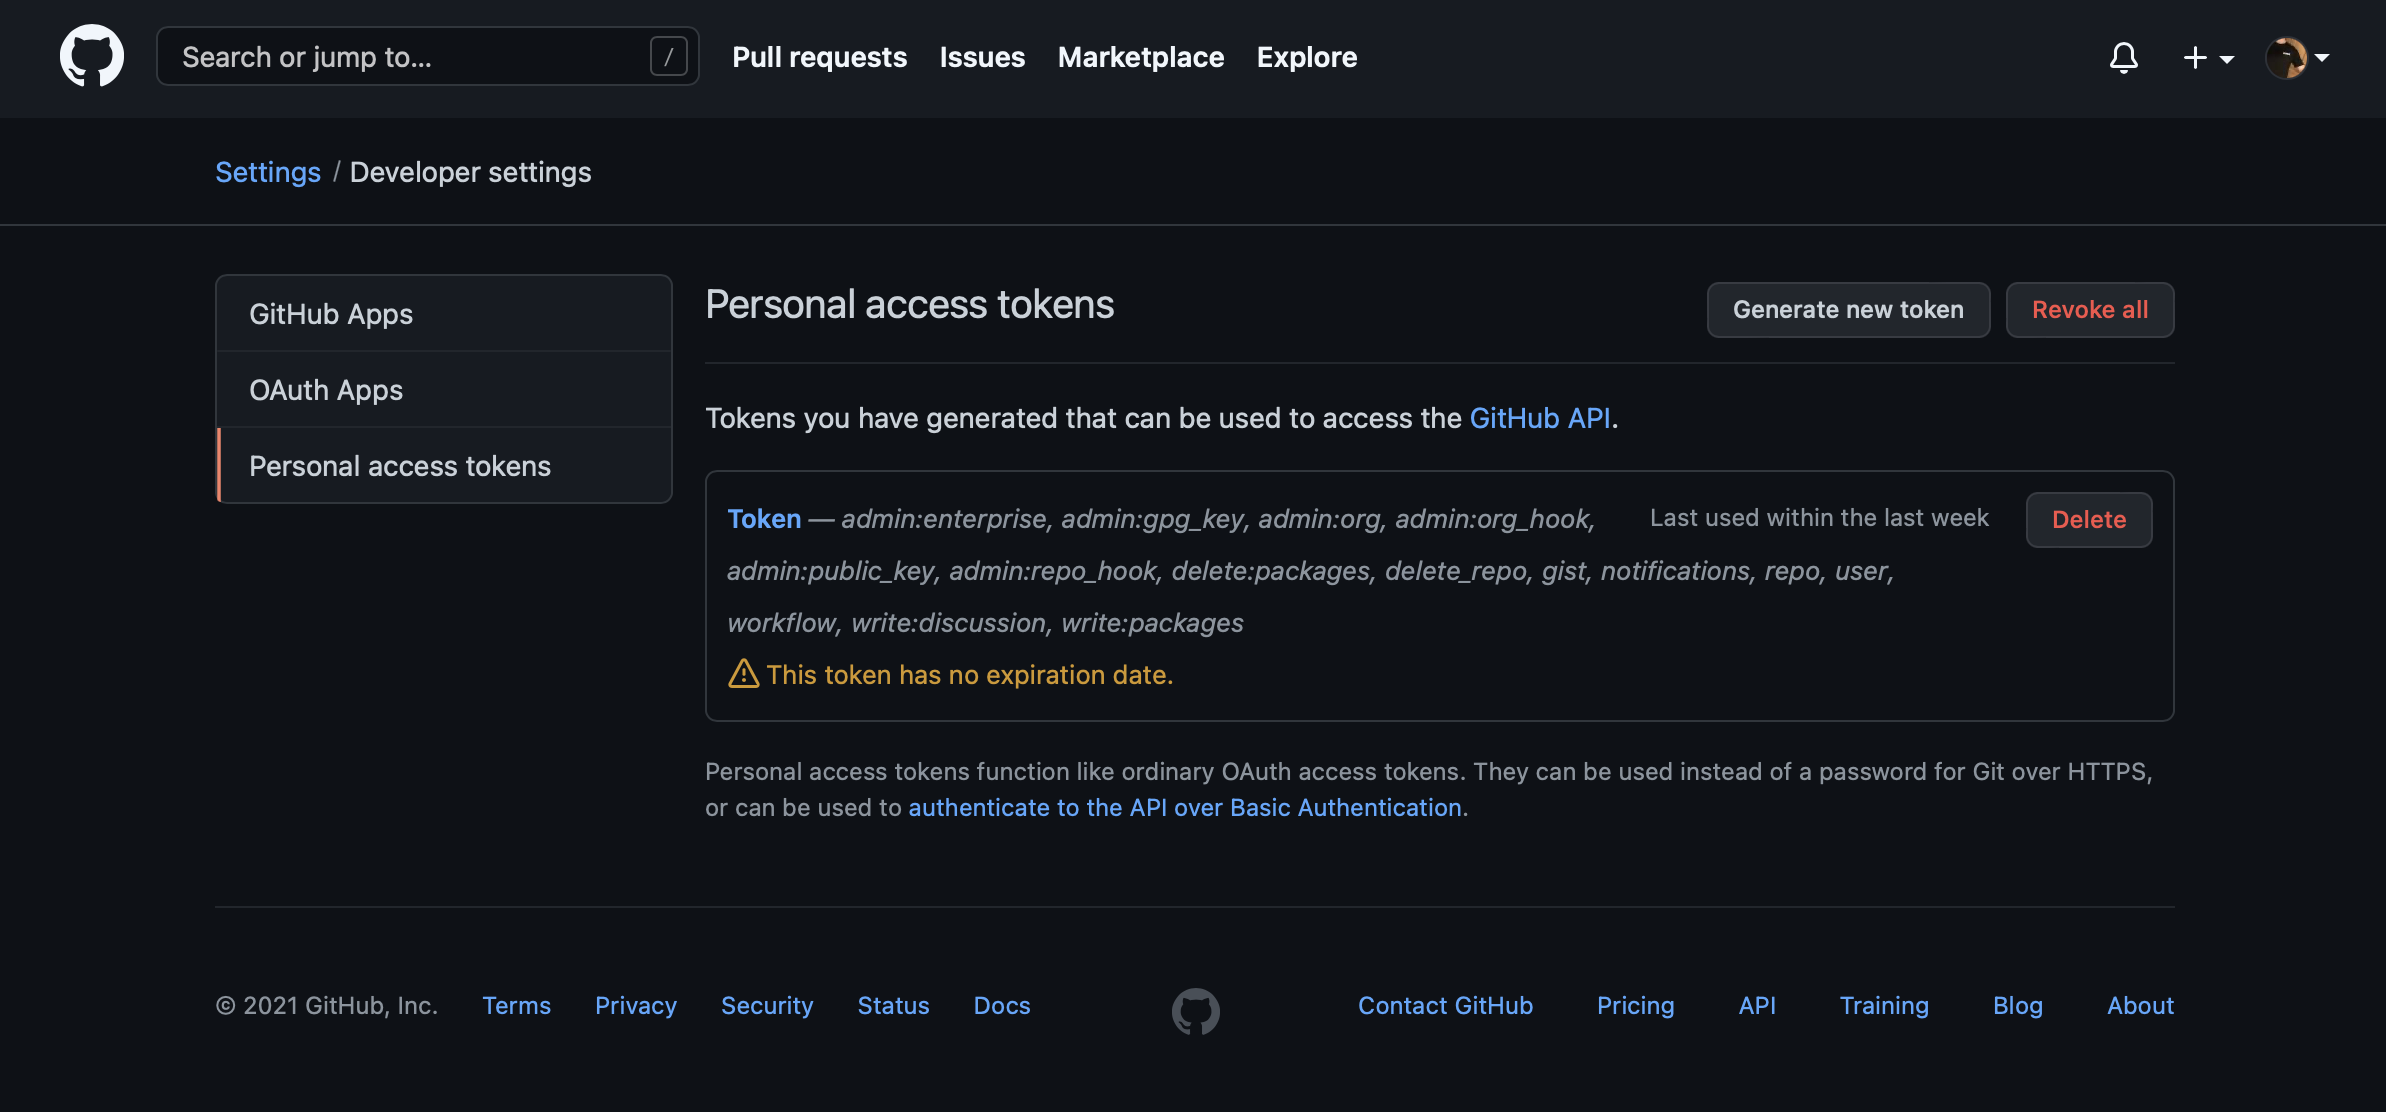 Search or jump to... /
Pull requests Issues Marketplace Explore
Settings / Developer settings
GitHub Apps
OAuth Apps
Personal access tokens
Personal access tokens
Generate new token Revoke all
Tokens you have generated that can be used to access the GitHub API.
Token — admin:enterprise, admin:gpg_key, admin:org, admin:org_hook,
admin:public_key, admin:repo_hook, delete:packages, delete_repo, gist, notifications, repo, user,
workflow, write:discussion, write:packages
Last used within the last week
Delete
This token has no expiration date.
Personal access tokens function like ordinary OAuth access tokens. They can be used instead of a password for Git over HTTPS,
or can be used to authenticate to the API over Basic Authentication.
© 2021 GitHub, Inc. Terms Privacy Security Status Docs Contact GitHub Pricing API Training Blog About